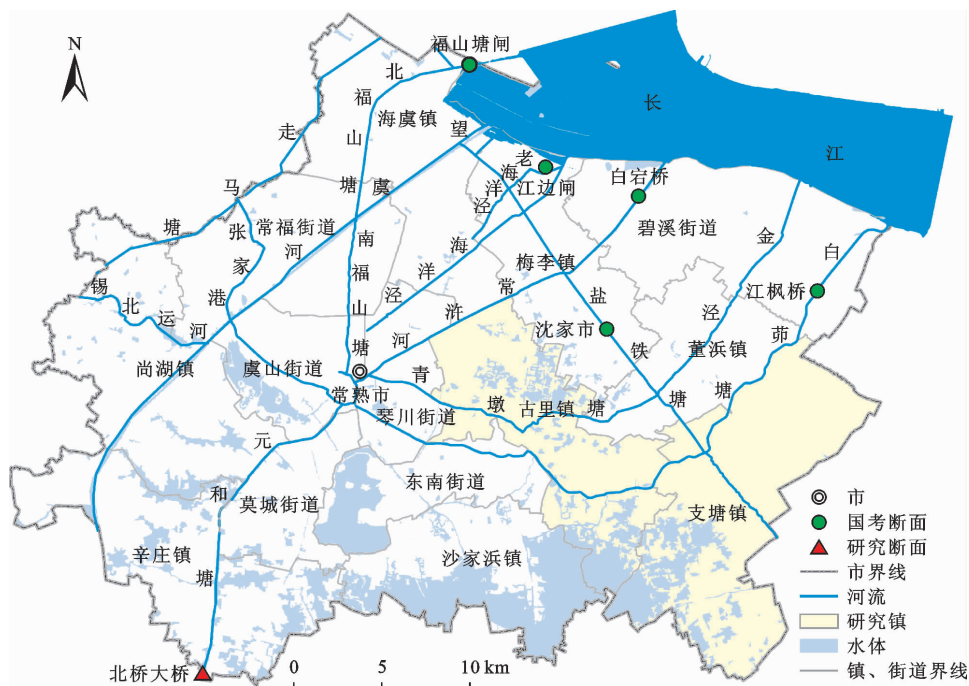 N
福山塘闸
长
江
北福山塘
海虞镇
望虞河
走马塘
常福街道
张家港
锡北运河
尚湖镇
南福山塘
老海洋泾
江边闸
海洋泾
白宕桥
碧溪街道
梅李镇
常浒河
盐铁塘
沈家市
金泾塘
江枫桥
白茆塘
董浜镇
虞山街道
常熟市
琴川街道
青墩塘
古里镇
元和塘
莫城街道
东南街道
支塘镇
辛庄镇
沙家浜镇
北桥大桥
0 5 10 km
市
国考断面
研究断面
市界线
河流
研究镇
水体
镇、街道界线